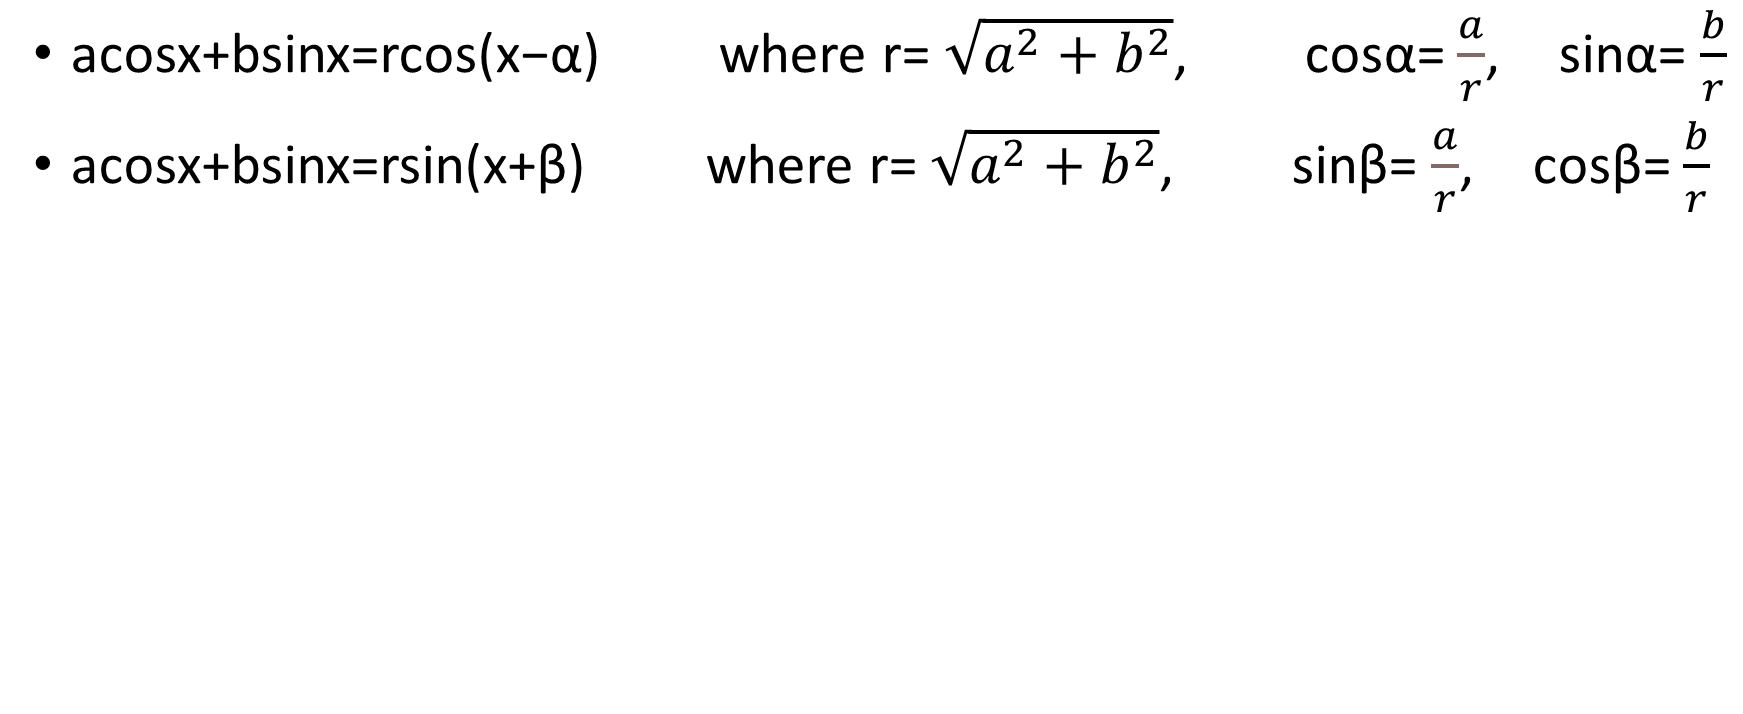 • acosx+bsinx=rcos(x−α) where r= √(a² + b²), cosα= a/r, sinα= b/r
• acosx+bsinx=rsin(x+β) where r= √(a² + b²), sinβ= a/r, cosβ= b/r